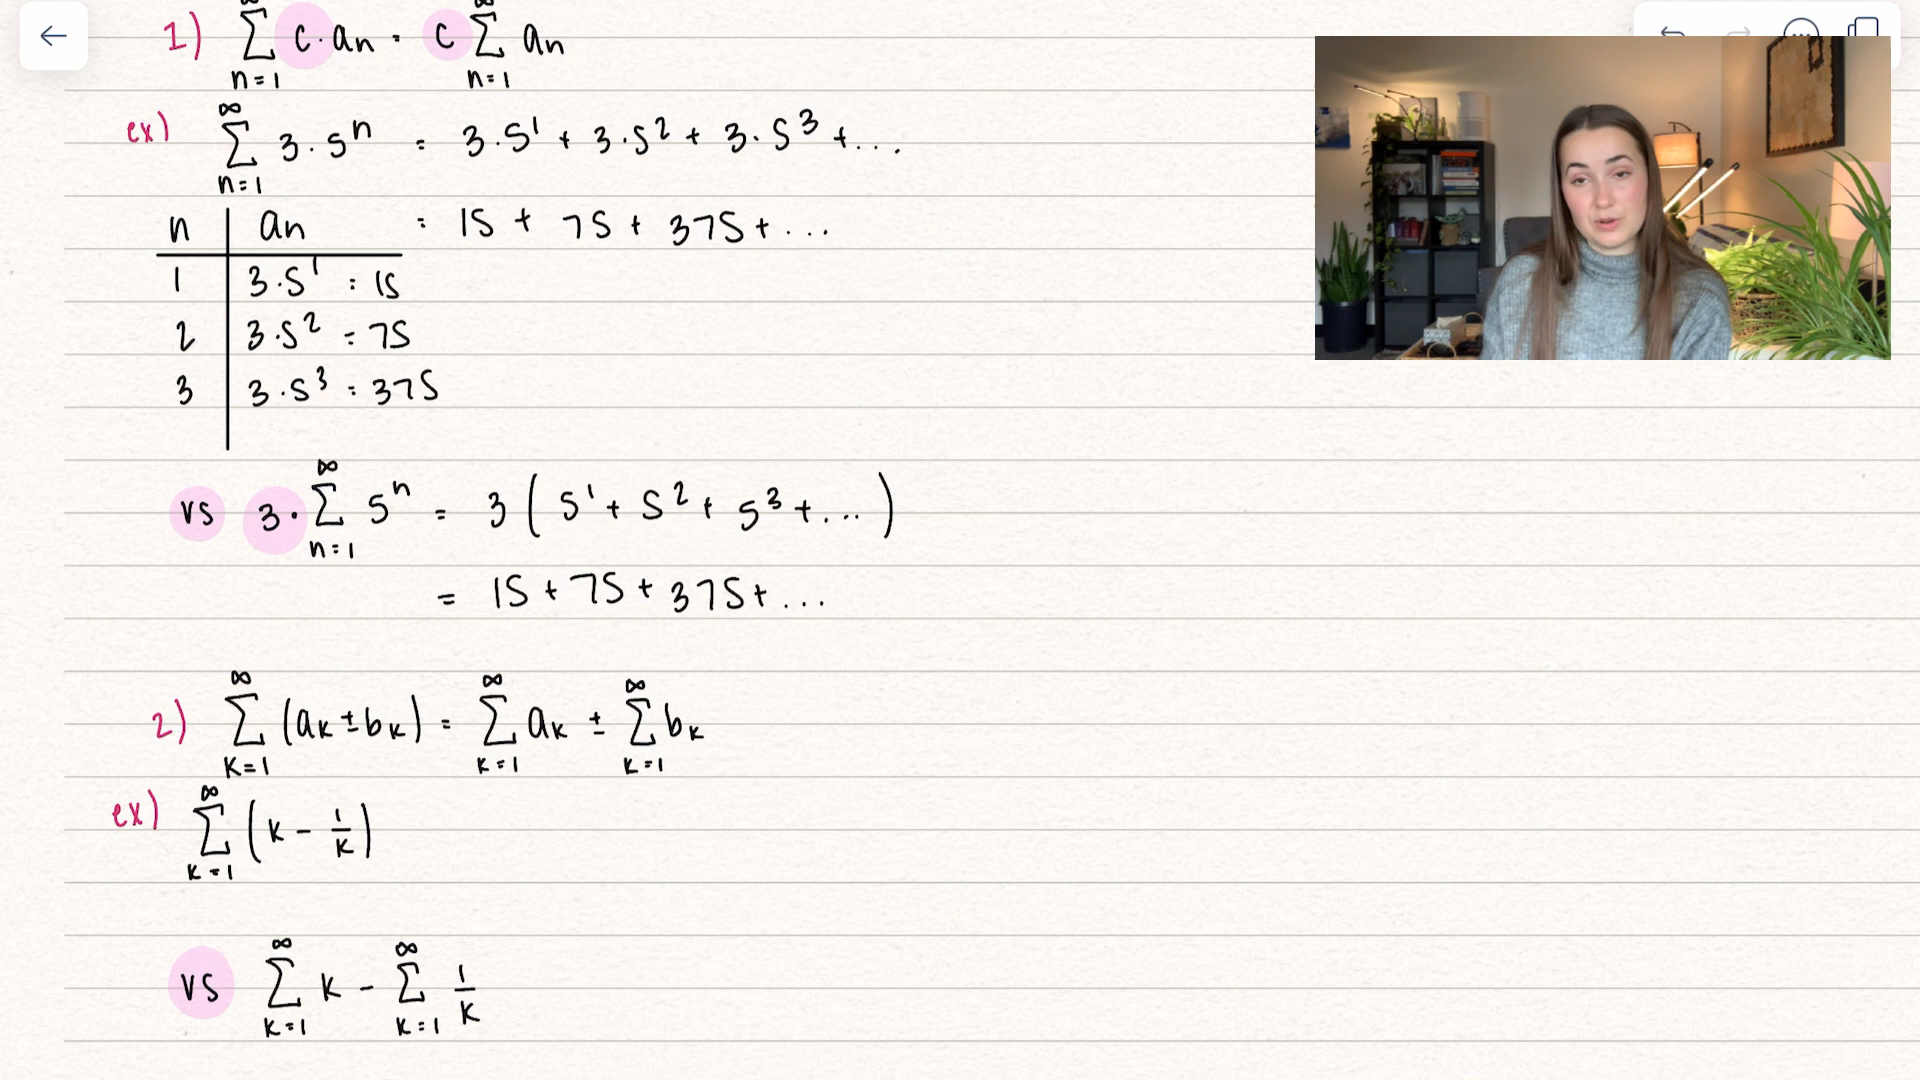 1) ∑ n=1 ∞ c · an = c ∑ n=1 ∞ an
ex) ∑ n=1 ∞ 3 · 5^n = 3·5^1 + 3·5^2 + 3·5^3 + ...
n | an = 15 + 75 + 375 + ...
1 | 3·5^1 = 15
2 | 3·5^2 = 75
3 | 3·5^3 = 375
vs 3 · ∑ n=1 ∞ 5^n = 3 ( 5^1 + 5^2 + 5^3 + ... )
= 15 + 75 + 375 + ...
2) ∑ k=1 ∞ (ak ± bk) = ∑ k=1 ∞ ak ± ∑ k=1 ∞ bk
ex) ∑ k=1 ∞ (k - 1/k)
vs ∑ k=1 ∞ k - ∑ k=1 ∞ 1/k